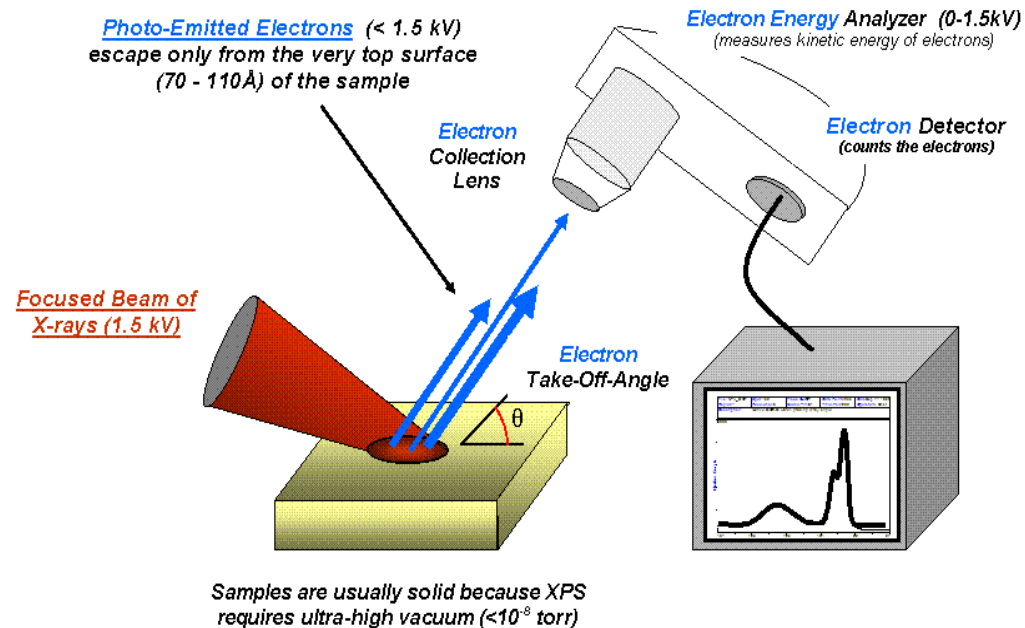 Photo-Emitted Electrons (< 1.5 kV)
escape only from the very top surface
(70 - 110Å) of the sample
Electron Energy Analyzer (0-1.5kV)
(measures kinetic energy of electrons)
Electron
Collection
Lens
Electron Detector
(counts the electrons)
Focused Beam of
X-rays (1.5 kV)
Electron
Take-Off-Angle
θ
Samples are usually solid because XPS
requires ultra-high vacuum (<10⁻⁸ torr)